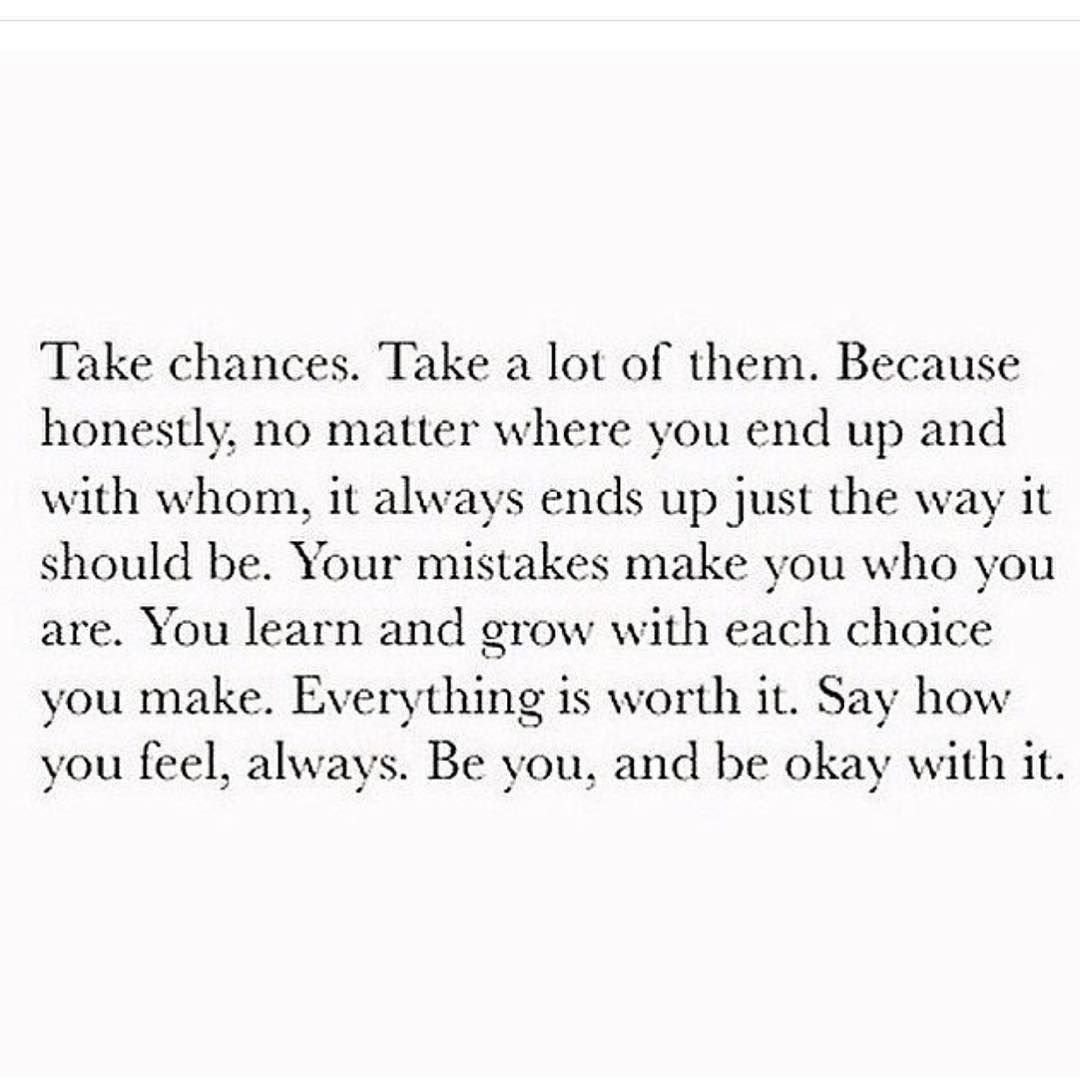 Take chances. Take a lot of them. Because
honestly, no matter where you end up and
with whom, it always ends up just the way it
should be. Your mistakes make you who you
are. You learn and grow with each choice
you make. Everything is worth it. Say how
you feel, always. Be you, and be okay with it.